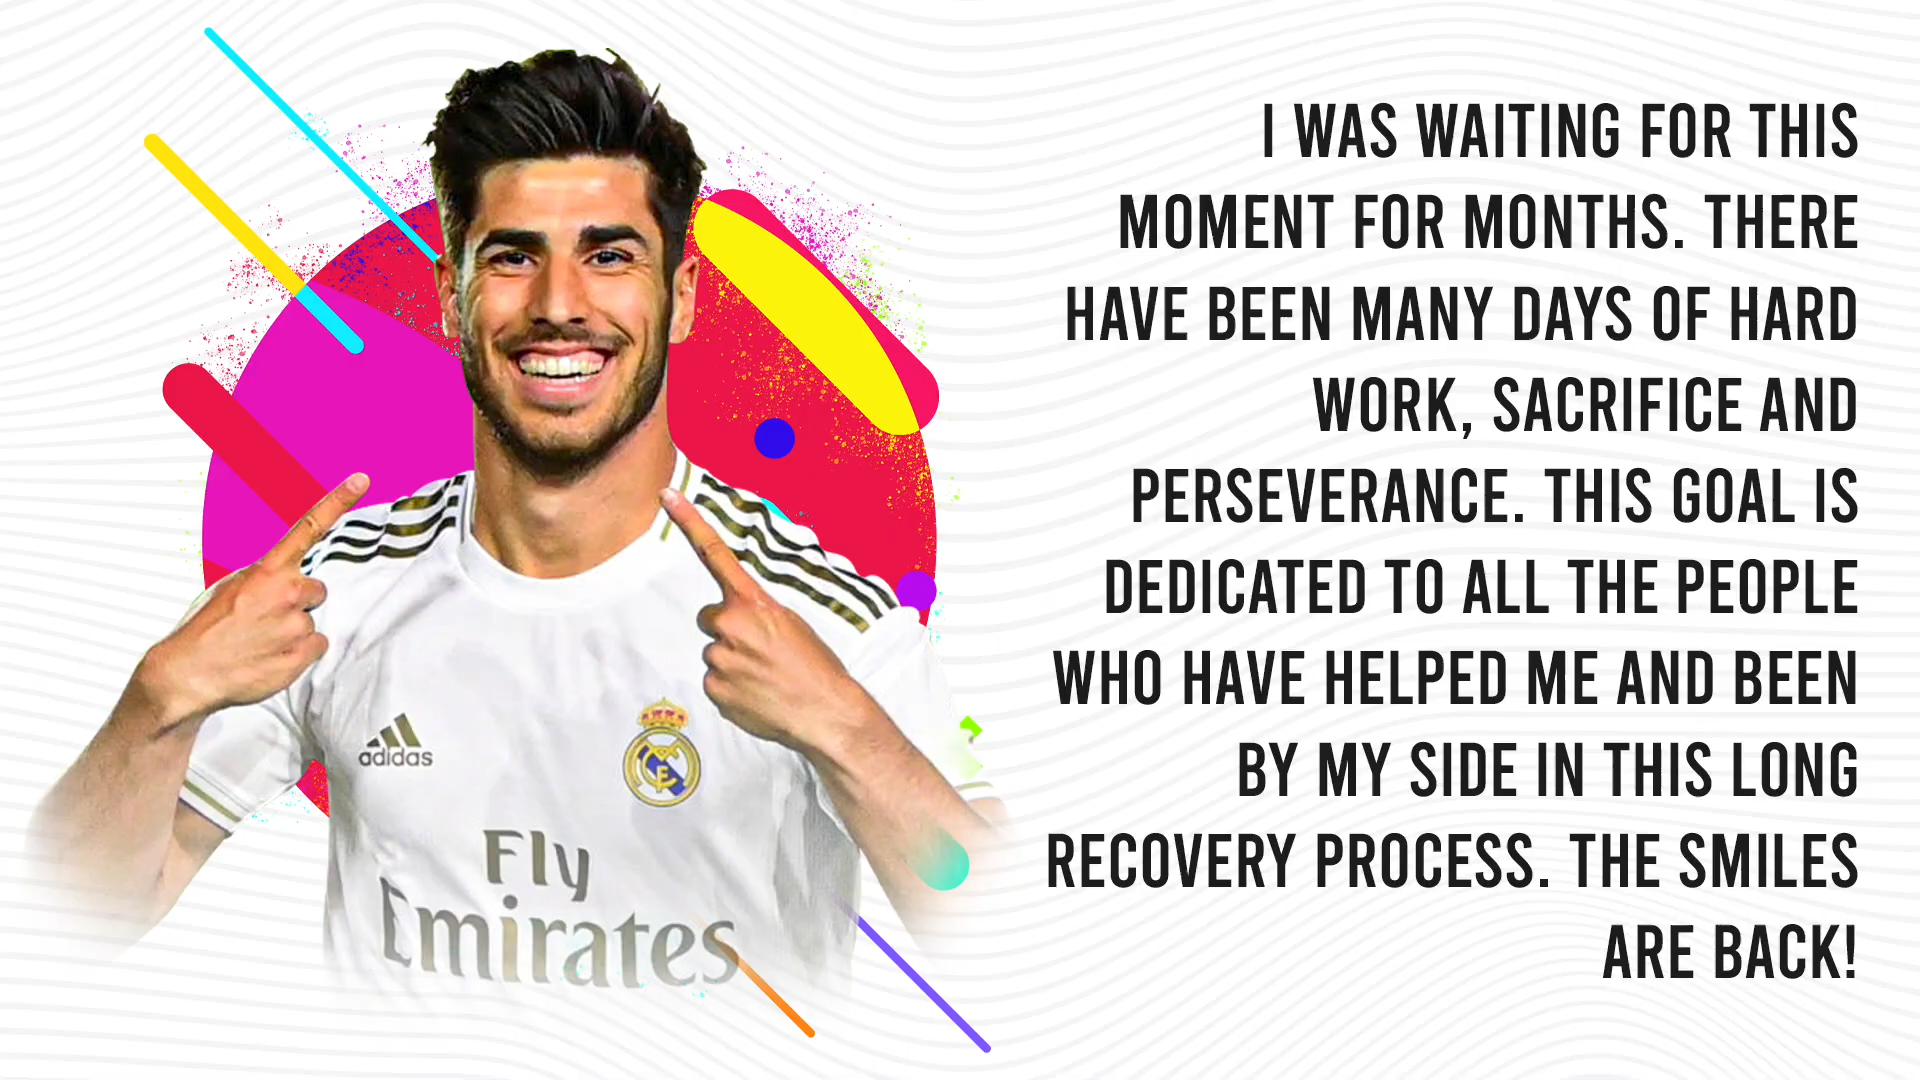 I WAS WAITING FOR THIS
MOMENT FOR MONTHS. THERE
HAVE BEEN MANY DAYS OF HARD
WORK, SACRIFICE AND
PERSEVERANCE. THIS GOAL IS
DEDICATED TO ALL THE PEOPLE
WHO HAVE HELPED ME AND BEEN
BY MY SIDE IN THIS LONG
RECOVERY PROCESS. THE SMILES
ARE BACK!
adidas
Fly
Emirates